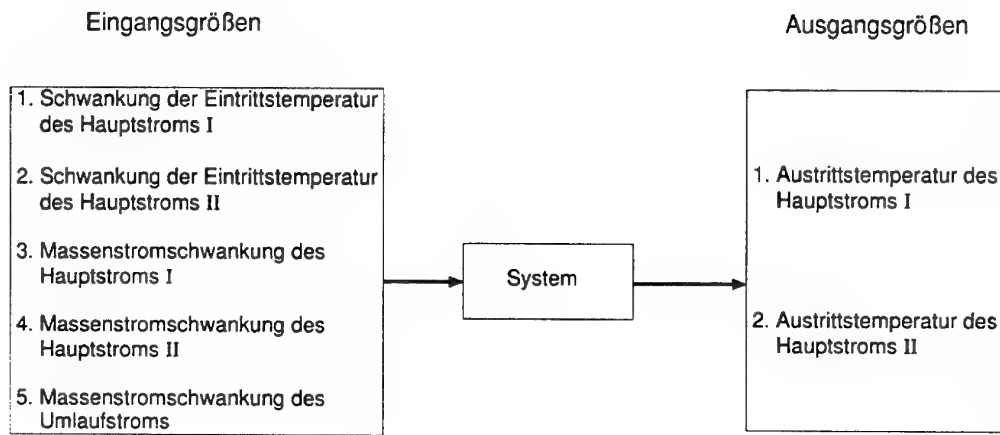 Eingangsgrößen
Ausgangsgrößen
1. Schwankung der Eintrittstemperatur
des Hauptstroms I
2. Schwankung der Eintrittstemperatur
des Hauptstroms II
3. Massenstromschwankung des
Hauptstroms I
4. Massenstromschwankung des
Hauptstroms II
5. Massenstromschwankung des
Umlaufstroms
System
1. Austrittstemperatur des
Hauptstroms I
2. Austrittstemperatur des
Hauptstroms II